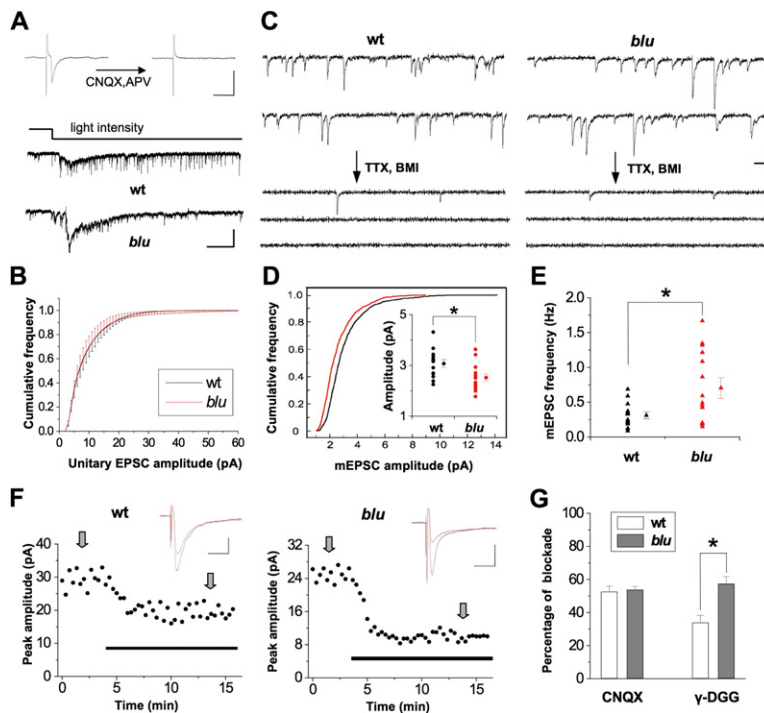 A
CNQX,APV
light intensity
wt
blu
C
wt
blu
TTX, BMI
TTX, BMI
B
Cumulative frequency
1.0
0.8
0.6
0.4
0.2
0.0
wt
blu
0 10 20 30 40 50 60
Unitary EPSC amplitude (pA)
D
Cumulative frequency
1.0
0.8
0.6
0.4
0.2
0.0
Amplitude (pA)
5
3
1
*
wt blu
2 4 6 8 10 12 14
mEPSC amplitude (pA)
E
mEPSC frequency (Hz)
2.0
1.5
1.0
0.5
0.0
*
wt
blu
F
wt
Peak amplitude (pA)
50
40
30
20
10
0
0 5 10 15
Time (min)
blu
Peak amplitude (pA)
36
28
20
12
4
0 5 10 15
Time (min)
G
Percentage of blockade
100
80
60
40
20
0
wt
blu
*
CNQX
γ-DGG